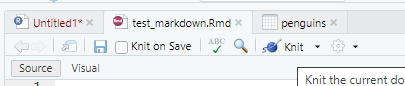 Untitled1* test_markdown.Rmd penguins
Knit on Save ABC Knit
Source Visual
Knit the current do
1